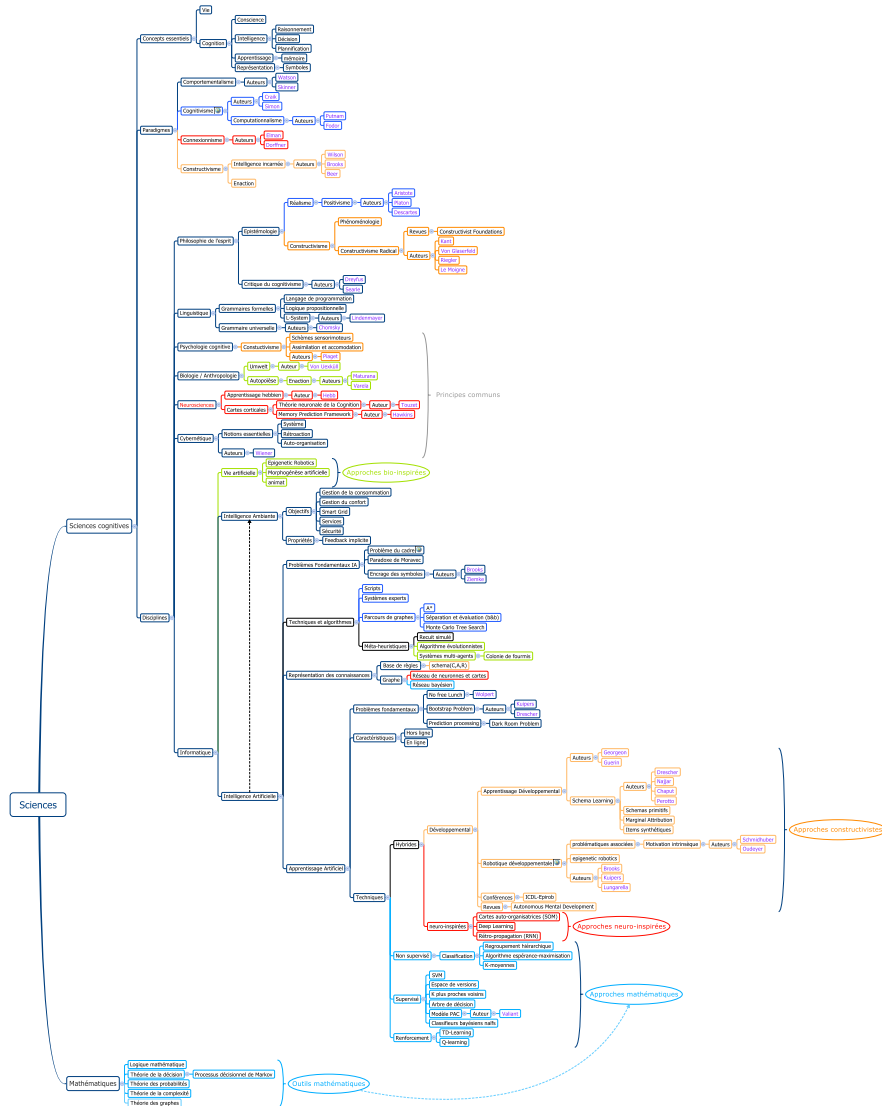 Vie
Conscience
Raisonnement
Concepts essentiels
Intelligence
Décision
Cognition
Plannification
Apprentissage
mémoire
Représentation
Symboles
Comportementalisme
Auteurs
Watson
Skinner
Cognitivisme
Auteurs
Craik
Simon
Computationnalisme
Auteurs
Putnam
Fodor
Paradigmes
Connexionnisme
Auteurs
Elman
Dorffner
Constructivisme
Intelligence incarnée
Auteurs
Wilson
Brooks
Beer
Enaction
Philosophie de l'esprit
Epistémologie
Réalisme
Positivisme
Auteurs
Aristote
Platon
Descartes
Constructivisme
Phénoménologie
Constructivisme Radical
Revues
Constructivist Foundations
Auteurs
Kant
Von Glaserfeld
Riegler
Le Moigne
Critique du cognitivisme
Auteurs
Dreyfus
Searle
Linguistique
Grammaires formelles
Langage de programmation
Logique propositionnelle
L-System
Auteurs
Lindenmayer
Grammaire universelle
Auteurs
Chomsky
Psychologie cognitive
Constuctivisme
Schèmes sensorimoteurs
Assimilation et accomodation
Auteurs
Piaget
Biologie / Anthropologie
Umwelt
Auteur
Von Uexküll
Autopoïèse
Enaction
Auteurs
Maturana
Varela
Principes communs
Neurosciences
Apprentissage hebbien
Auteur
Hebb
Cartes corticales
Théorie neuronale de la Cognition
Auteur
Touzet
Memory Prediction Framework
Auteur
Hawkins
Cybernétique
Notions essentielles
Système
Rétroaction
Auto-organisation
Auteurs
Wiener
Vie artificielle
Epigenetic Robotics
Morphogénèse artificielle
animat
Approches bio-inspirées
Sciences cognitives
Intelligence Ambiante
Objectifs
Gestion de la consommation
Gestion du confort
Smart Grid
Services
Sécurité
Propriétés
Feedback implicite
Problèmes Fondamentaux IA
Problème du cadre
Paradoxe de Moravec
Encrage des symboles
Auteurs
Brooks
Ziemke
Disciplines
Techniques et algorithmes
Scripts
Systèmes experts
Parcours de graphes
A*
Séparation et évaluation (b&b)
Monte Carlo Tree Search
Méta-heuristiques
Recuit simulé
Algorithme évolutionnistes
Systèmes multi-agents
Colonie de fourmis
Représentation des connaissances
Base de règles
schema(C,A,R)
Graphe
Réseau de neuronnes et cartes
Réseau bayésien
Problèmes fondamentaux
No free Lunch
Wolpert
Bootstrap Problem
Auteurs
Kuipers
Drescher
Prediction processing
Dark Room Problem
Caractéristiques
Hors ligne
En ligne
Informatique
Intelligence Artificielle
Sciences
Apprentissage Artificiel
Techniques
Hybrides
Développemental
Apprentissage Développemental
Auteurs
Georgeon
Guerin
Schema Learning
Auteurs
Drescher
Najjar
Chaput
Perotto
Schemas primitifs
Marginal Attribution
Items synthétiques
Approches constructivistes
Robotique développementale
problématiques associées
Motivation intrinsèque
Auteurs
Schmidhuber
Oudeyer
epigenetic robotics
Auteurs
Brooks
Kuipers
Lungarella
Conférences
ICDL-Epirob
Revues
Autonomous Mental Development
neuro-inspirées
Cartes auto-organisatrices (SOM)
Deep Learning
Rétro-propagation (RNN)
Approches neuro-inspirées
Non supervisé
Classification
Regroupement hiérarchique
Algorithme espérance-maximisation
K-moyennes
Supervisé
SVM
Espace de versions
K plus proches voisins
Arbre de décision
Modèle PAC
Auteur
Valiant
Classifieurs bayésiens naïfs
Approches mathématiques
Renforcement
TD-Learning
Q-learning
Mathématiques
Logique mathématique
Théorie de la décision
Processus décisionnel de Markov
Théorie des probabilités
Théorie de la complexité
Théorie des graphes
Outils mathématiques